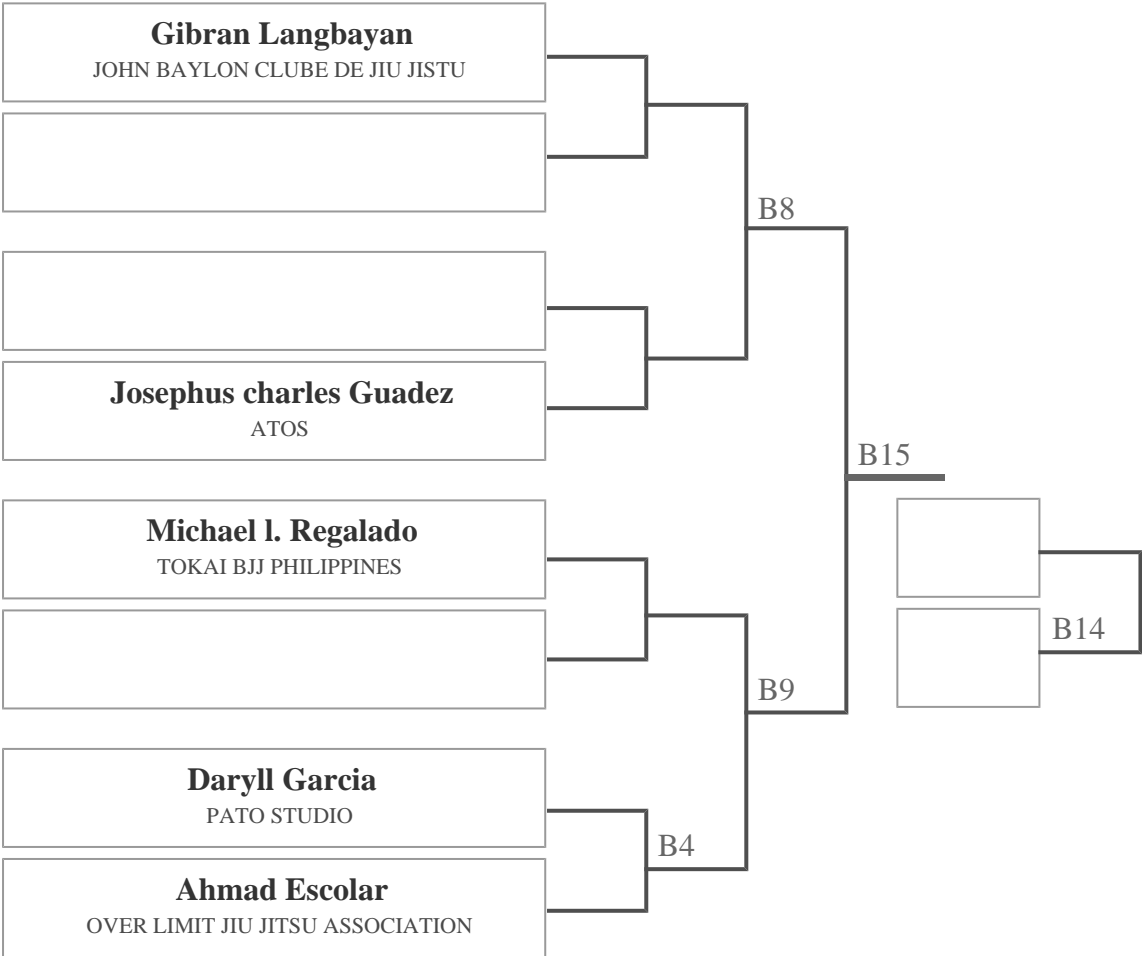 Gibran Langbayan
JOHN BAYLON CLUBE DE JIU JISTU
B8
Josephus charles Guadez
ATOS
B15
Michael l. Regalado
TOKAI BJJ PHILIPPINES
B14
B9
Daryll Garcia
PATO STUDIO
B4
Ahmad Escolar
OVER LIMIT JIU JITSU ASSOCIATION